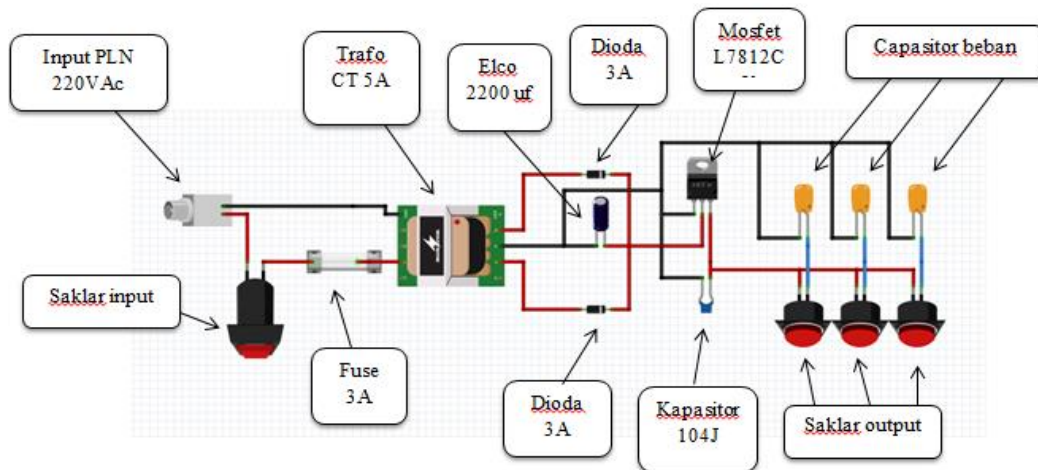 Input PLN
220VAc
Trafo
CT 5A
Elco
2200 uf
Dioda
3A
Mosfet
L7812C
Capasitor beban
Saklar input
Fuse
3A
Dioda
3A
Kapasitor
104J
Saklar output